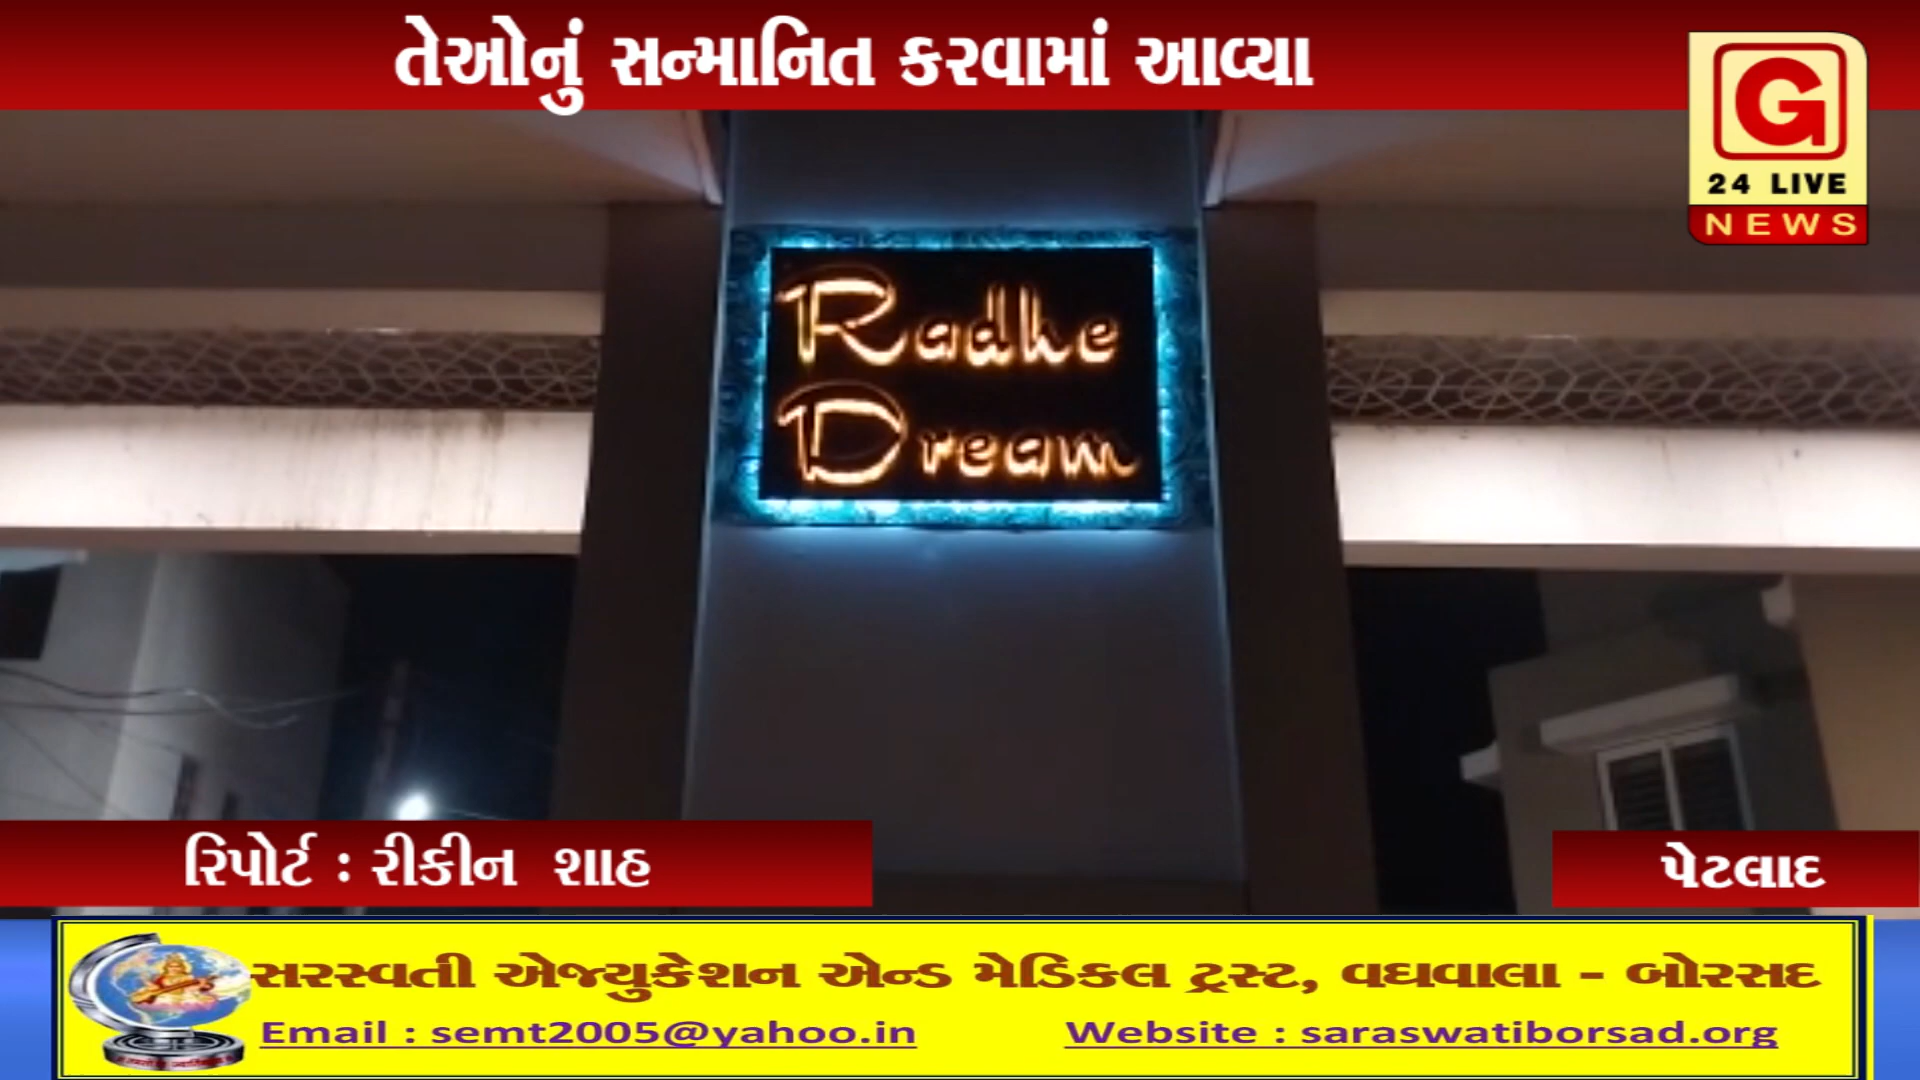 તેઓનું સન્માનિત કરવામાં આવ્યા
G
24 LIVE
NEWS
Radhe
Dream
રિપોર્ટ : રીકીન શાહ
પેટલાદ
સરસ્વતી એજ્યુકેશન એન્ડ મેડિકલ ટ્રસ્ટ, વઘવાલા - બોરસદ
Email : semt2005@yahoo.in
Website : saraswatiborsad.org